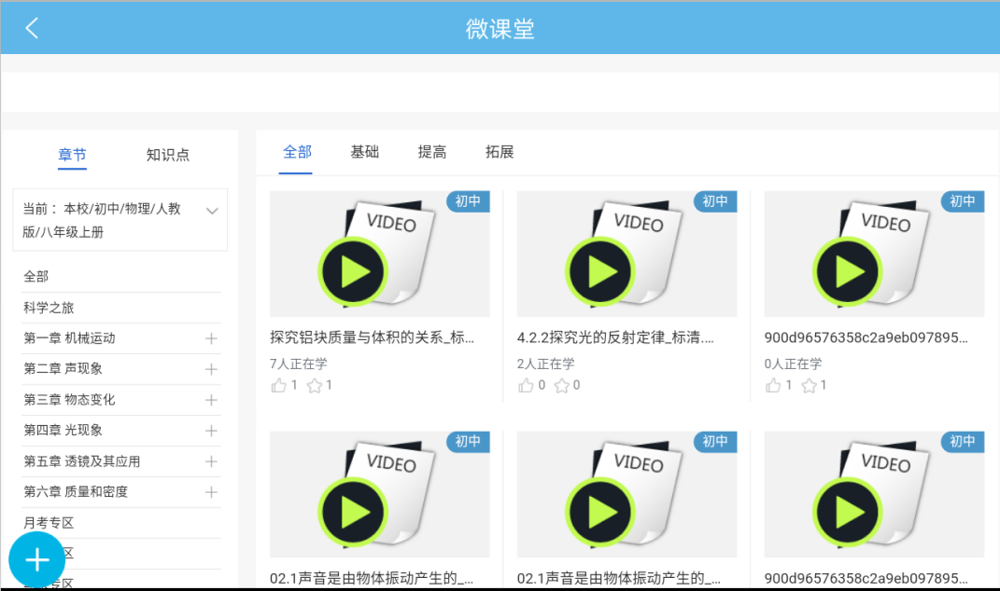 微课堂
章节 知识点
当前： 本校/初中/物理/人教
版/八年级上册
全部
科学之旅
第一章 机械运动
第二章 声现象
第三章 物态变化
第四章 光现象
第五章 透镜及其应用
第六章 质量和密度
月考专区
区
专区
全部 基础 提高 拓展
初中 初中 初中
VIDEO VIDEO VIDEO
探究铝块质量与体积的关系_标... 4.2.2探究光的反射定律_标清.... 900d96576358c2a9eb097895...
7人正在学 2人正在学 0人正在学
1 1 0 0 1 1
初中 初中 初中
VIDEO VIDEO VIDEO
02.1声音是由物体振动产生的_... 02.1声音是由物体振动产生的_... 900d96576358c2a9eb097895...